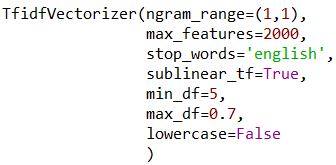 TfidfVectorizer(ngram_range=(1,1),
max_features=2000,
stop_words='english',
sublinear_tf=True,
min_df=5,
max_df=0.7,
lowercase=False
)